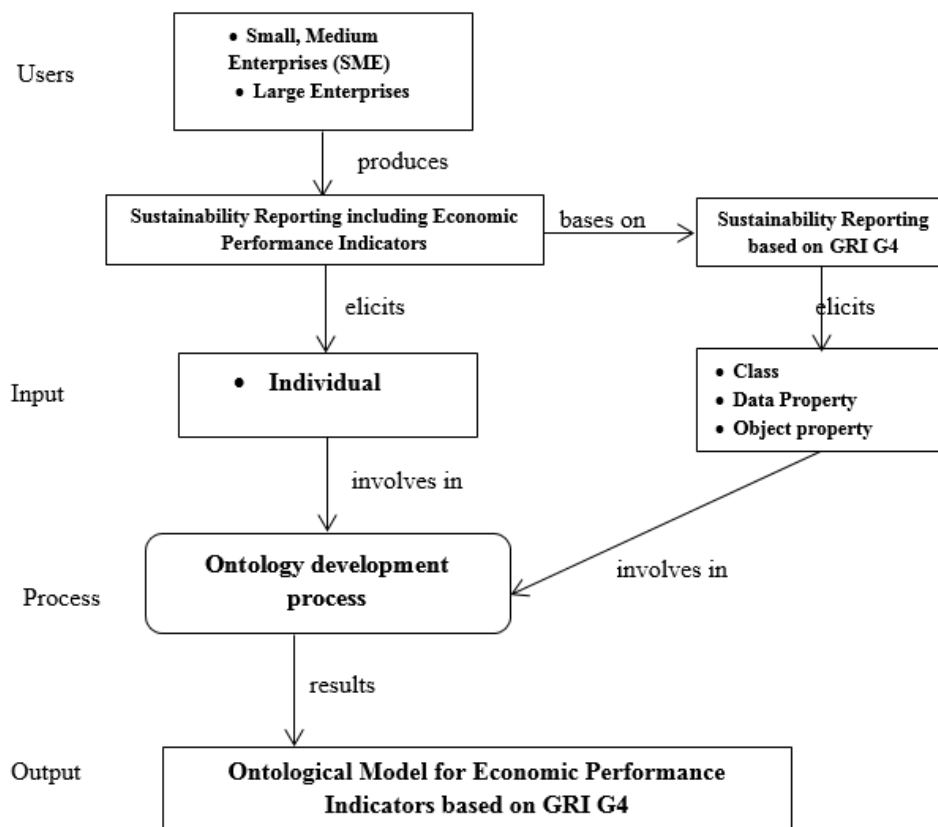 • Small, Medium
Enterprises (SME)
• Large Enterprises
Users
produces
Sustainability Reporting including Economic
Performance Indicators
bases on
Sustainability Reporting
based on GRI G4
elicits
elicits
Input
• Individual
• Class
• Data Property
• Object property
involves in
involves in
Process
Ontology development
process
results
Output
Ontological Model for Economic Performance
Indicators based on GRI G4